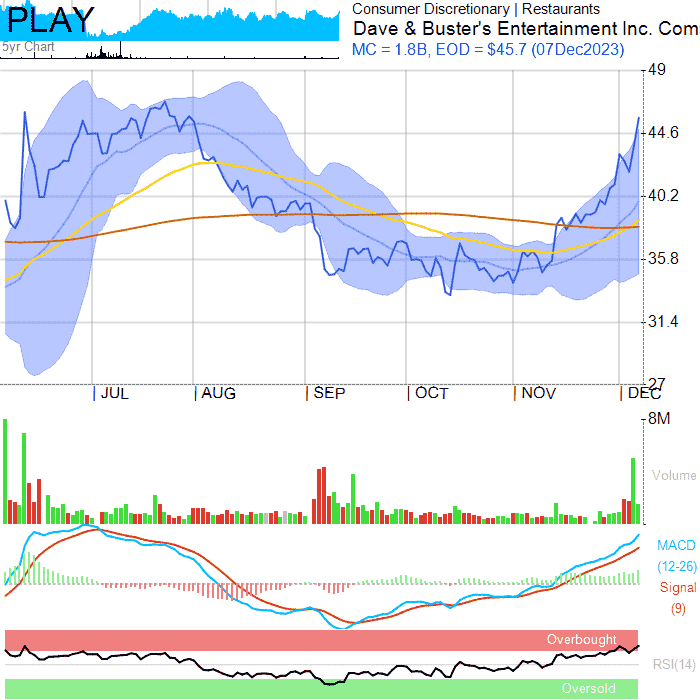 PLAY
5yr Chart
Consumer Discretionary | Restaurants
Dave & Buster's Entertainment Inc. Com
MC = 1.8B, EOD = $45.7 (07Dec2023)
49
44.6
40.2
35.8
31.4
27
JUL
AUG
SEP
OCT
NOV
DEC
8M
Volume
MACD
(12-26)
Signal
(9)
Overbought
RSI(14)
Oversold